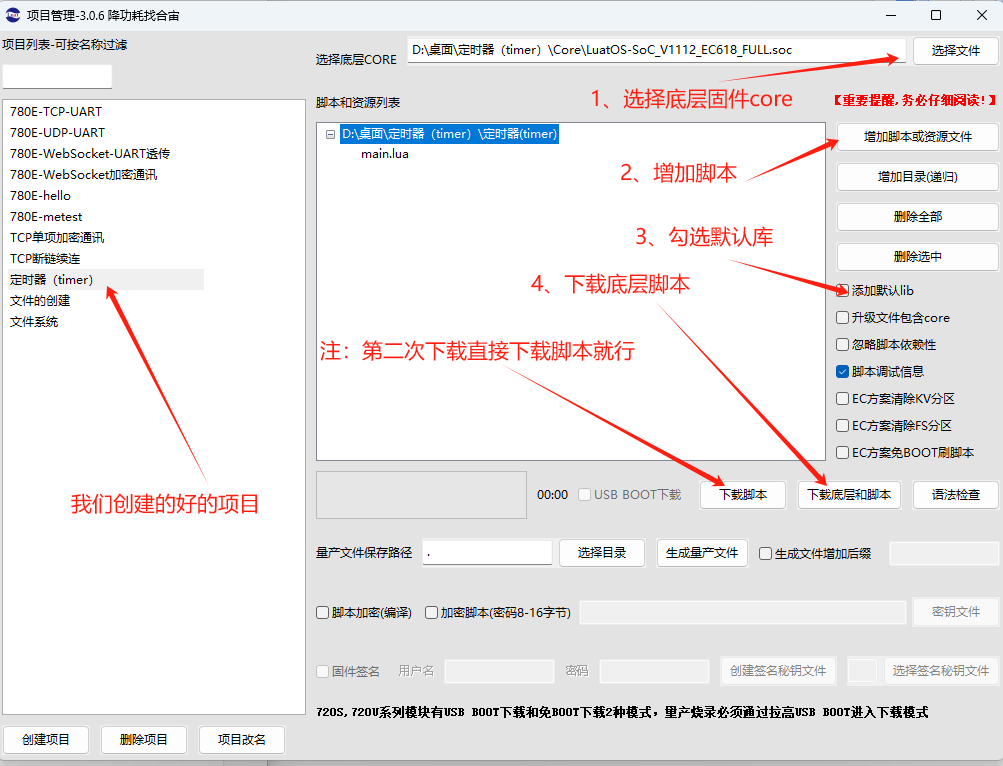 项目管理-3.0.6 降功耗找合宙
项目列表-可按名称过滤
780E-TCP-UART
780E-UDP-UART
780E-WebSocket-UART透传
780E-WebSocket加密通讯
780E-hello
780E-metest
TCP单项加密通讯
TCP断链续连
定时器（timer）
文件的创建
文件系统
我们创建的好的项目
创建项目
删除项目
项目改名
选择底层CORE
D:\桌面\定时器（timer）\Core\LuatOS-SoC_V1112_EC618_FULL.soc
选择文件
脚本和资源列表
1、选择底层固件core
【重要提醒,务必仔细阅读!】
D:\桌面\定时器（timer）\定时器(timer)
main.lua
2、增加脚本
3、勾选默认库
4、下载底层脚本
注：第二次下载直接下载脚本就行
增加脚本或资源文件
增加目录(递归)
删除全部
删除选中
添加默认lib
升级文件包含core
忽略脚本依赖性
脚本调试信息
EC方案清除KV分区
EC方案清除FS分区
EC方案免BOOT刷脚本
00:00
USB BOOT下载
下载脚本
下载底层和脚本
语法检查
量产文件保存路径
.
选择目录
生成量产文件
生成文件增加后缀
脚本加密(编译)
加密脚本(密码8-16字节)
密钥文件
固件签名
用户名
密码
创建签名秘钥文件
选择签名秘钥文件
720S,720U系列模块有USB BOOT下载和免BOOT下载2种模式，量产烧录必须通过拉高USB BOOT进入下载模式